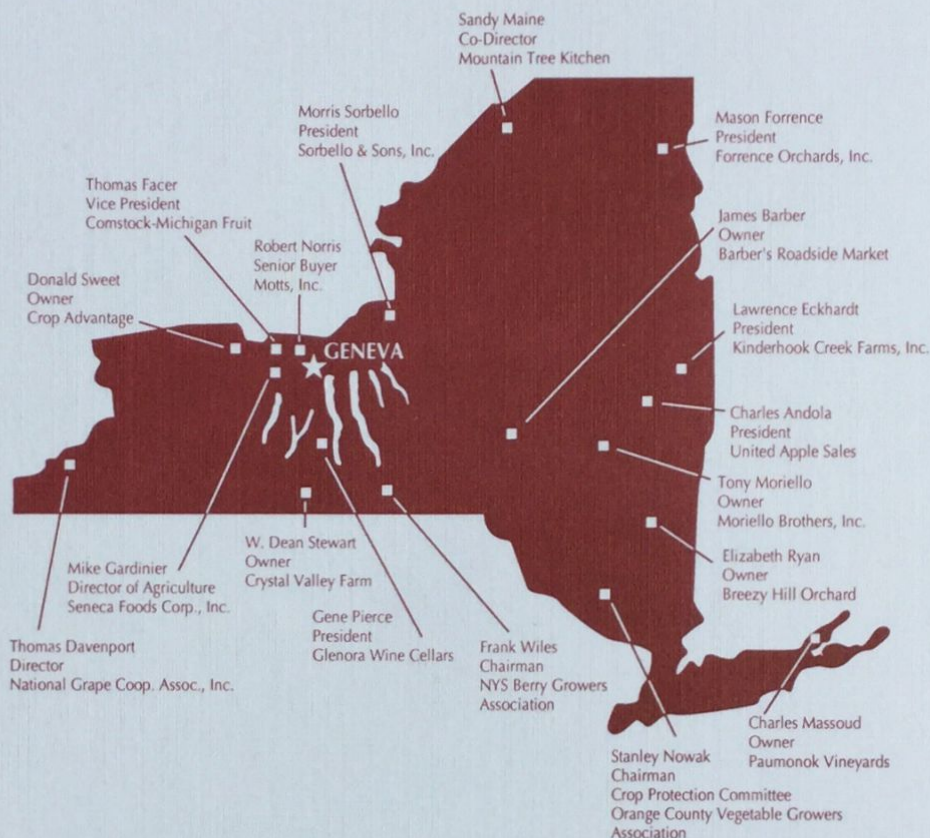 Sandy Maine
Co-Director
Mountain Tree Kitchen
Morris Sorbello
President
Sorbello & Sons, Inc.
Mason Forrence
President
Forrence Orchards, Inc.
Thomas Facer
Vice President
Comstock-Michigan Fruit
James Barber
Owner
Barber's Roadside Market
Robert Norris
Senior Buyer
Motts, Inc.
Donald Sweet
Owner
Crop Advantage
Lawrence Eckhardt
President
Kinderhook Creek Farms, Inc.
GENEVA
Charles Andola
President
United Apple Sales
Tony Moriello
Owner
Moriello Brothers, Inc.
W. Dean Stewart
Owner
Crystal Valley Farm
Elizabeth Ryan
Owner
Breezy Hill Orchard
Mike Gardinier
Director of Agriculture
Seneca Foods Corp., Inc.
Gene Pierce
President
Glenora Wine Cellars
Thomas Davenport
Director
National Grape Coop. Assoc., Inc.
Frank Wiles
Chairman
NYS Berry Growers
Association
Charles Massoud
Owner
Paumonok Vineyards
Stanley Nowak
Chairman
Crop Protection Committee
Orange County Vegetable Growers
Association